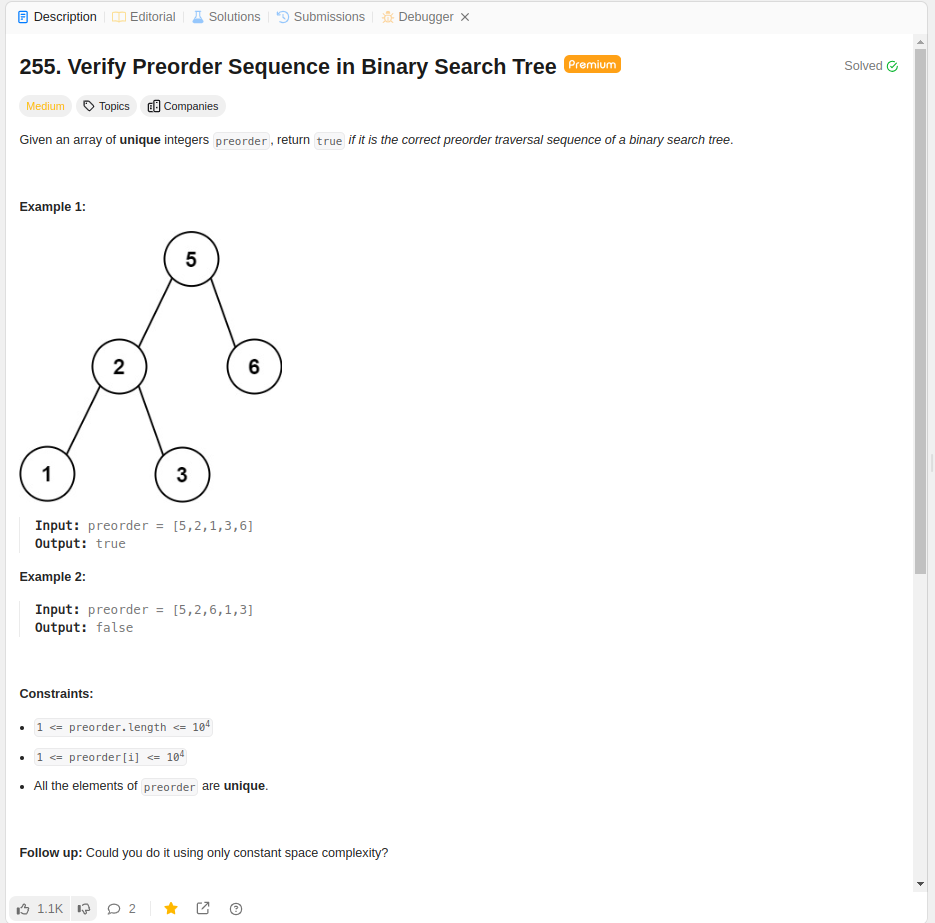 Description Editorial Solutions Submissions Debugger
255. Verify Preorder Sequence in Binary Search Tree Premium
Solved
Medium Topics Companies
Given an array of unique integers preorder, return true if it is the correct preorder traversal sequence of a binary search tree.
Example 1:
5
2 6
1 3
Input: preorder = [5,2,1,3,6]
Output: true
Example 2:
Input: preorder = [5,2,6,1,3]
Output: false
Constraints:
• 1 <= preorder.length <= 10⁴
• 1 <= preorder[i] <= 10⁴
• All the elements of preorder are unique.
Follow up: Could you do it using only constant space complexity?
1.1K 2